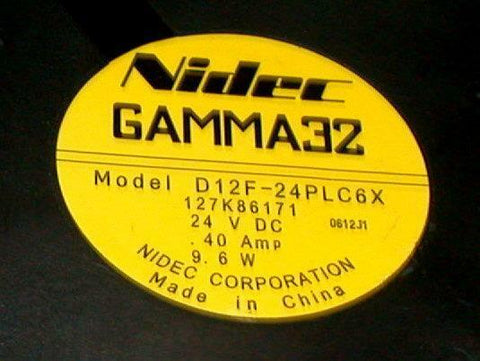 Nidec
GAMMA32
Model D12F-24PLC6X
127K86171
24 V DC 0612J1
.40 Amp
9.6 W
NIDEC CORPORATION
Made in China